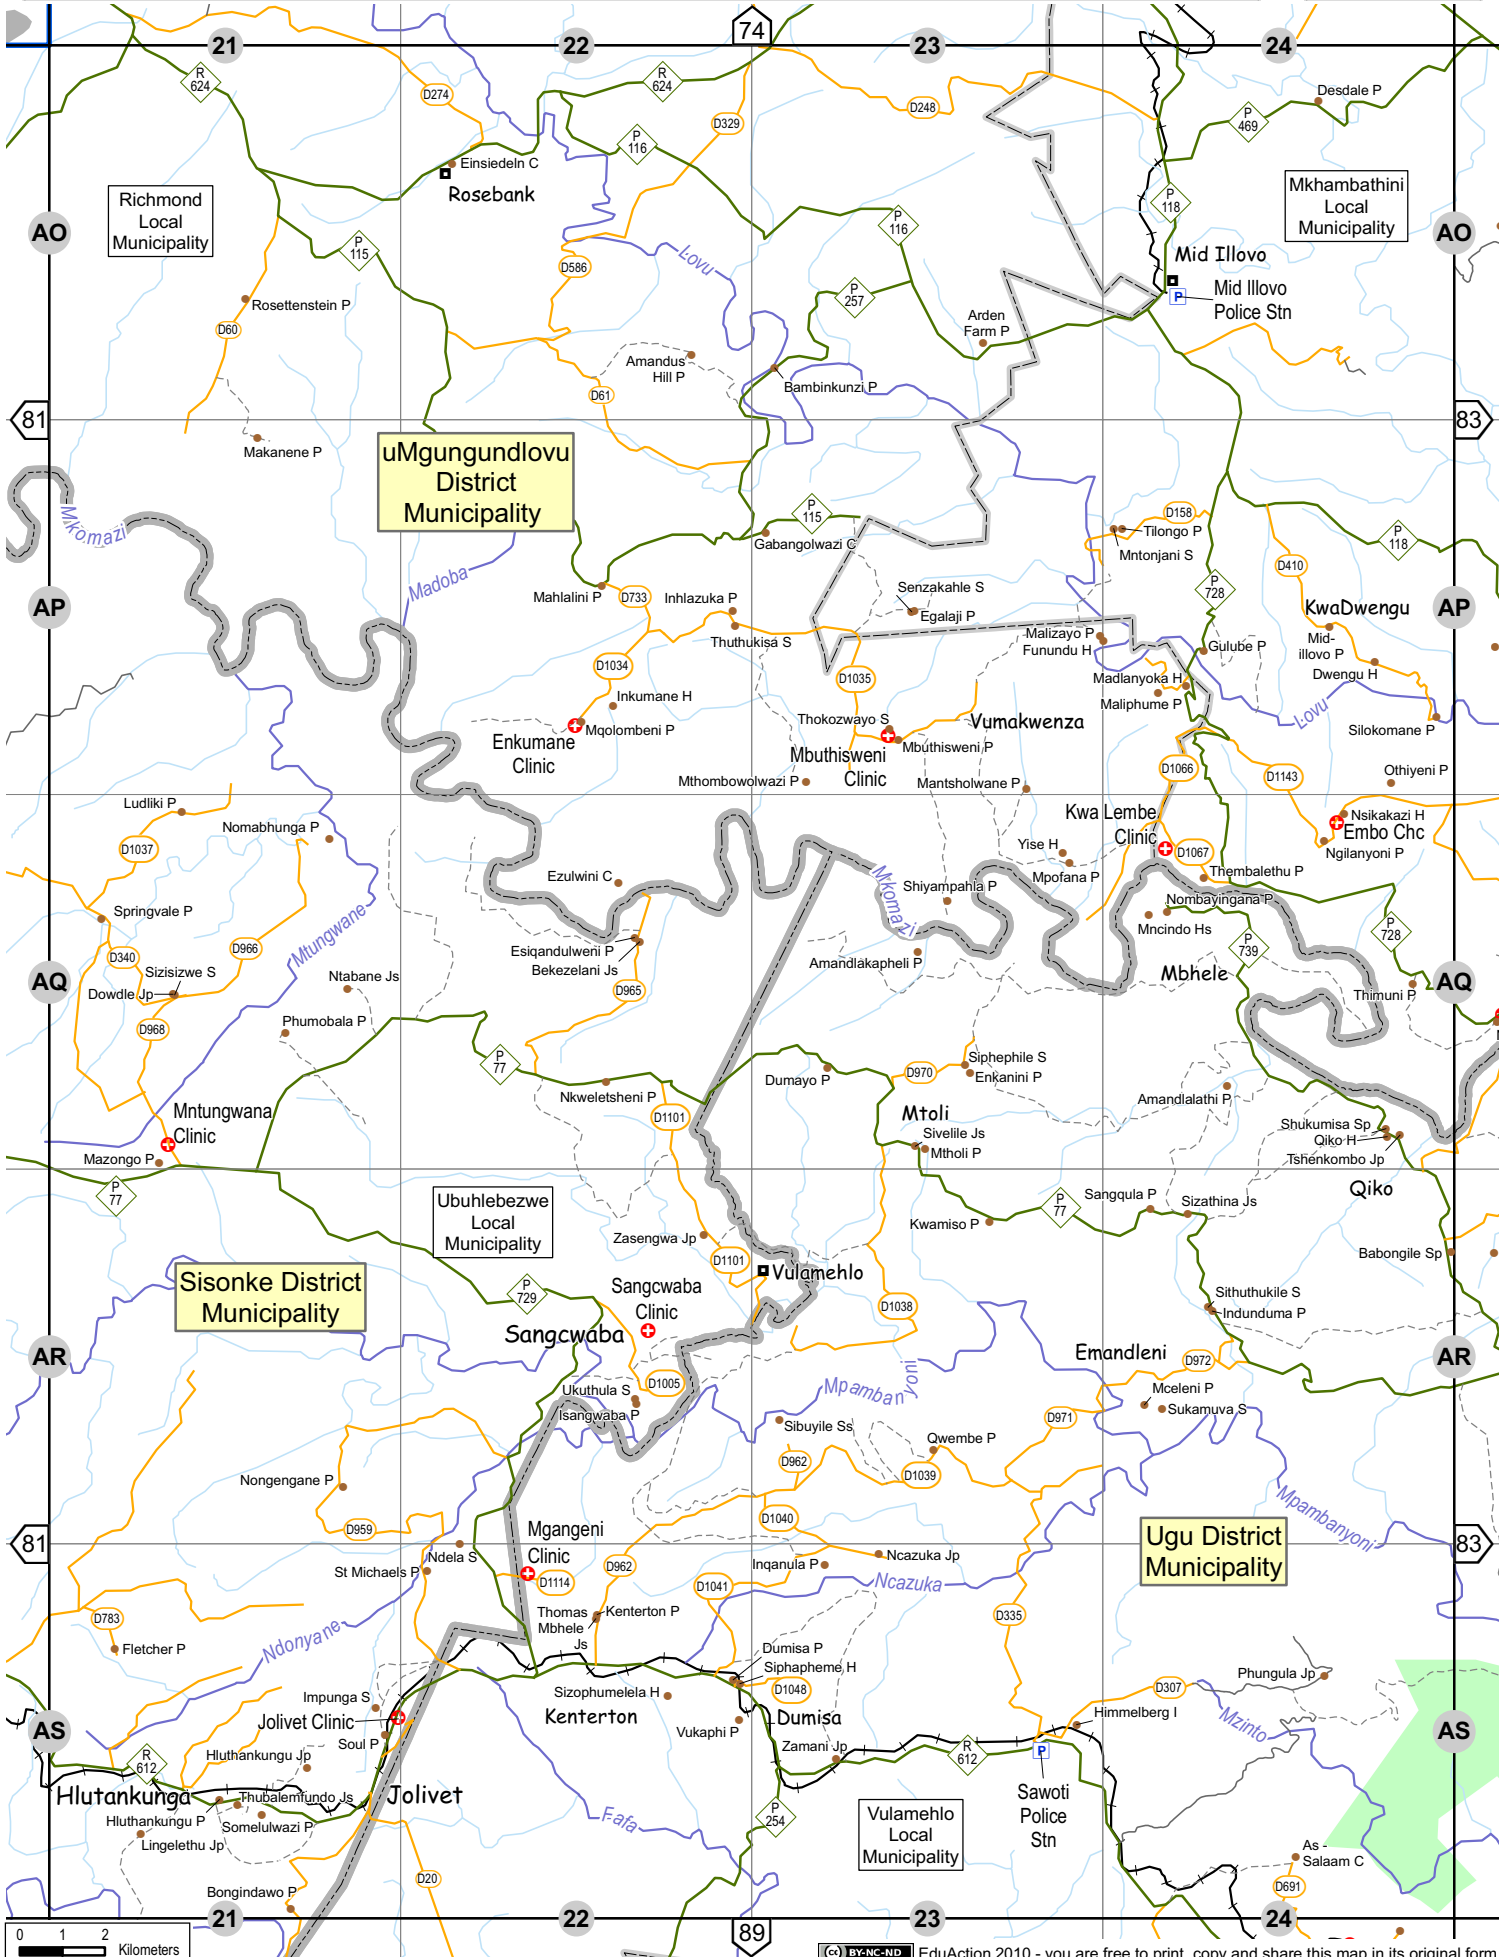 21
22
74
23
24
R
624
D274
R
624
D329
D248
P
469
Desdale P
P
116
Einsiedeln C
Rosebank
Richmond
Local
Municipality
Mkhambathini
Local
Municipality
P
118
AO
AO
P
115
P
116
Lovu
D586
Mid Illovo
P
Mid Illovo
Police Stn
Rosettenstein P
P
257
D60
Arden
Farm P
Amandus
Hill P
Bambinkunzi P
D61
81
83
Makanene P
uMgungundlovu
District
Municipality
Mkomazi
P
115
Gabangolwazi C
D158
Tilongo P
Mntonjani S
P
118
D410
Madoba
Mahlalini P
D733
Inhlazuka P
Thuthukisa S
Senzakahle S
Egalaji P
P
728
KwaDwengu
AP
AP
Malizayo P
Funundu H
Gulube P
Mid-
illovo P
Dwengu H
D1034
D1035
Madlanyoka H
Maliphume P
Inkumane H
Mqolombeni P
Enkumane
Clinic
Thokozwayo S
Mbuthisweni P
Mbuthisweni
Clinic
Vumakwenza
Lovu
Silokomane P
Mthombowolwazi P
Mantsholwane P
D1066
D1143
Othiyeni P
Ludliki P
Nomabhunga P
Kwa Lembe
Clinic
Nsikakazi H
Embo Chc
Ngilanyoni P
D1037
Yise H
Mpofana P
D1067
Thembalethu P
Ezulwini C
Mkomazi
Shiyampahla P
Nombayingana P
Mncindo Hs
Springvale P
Mtungwane
D966
D340
Esiqandulweni P
Bekezelani Js
Amandlakapheli P
P
739
P
728
Mbhele
Sizisizwe S
Dowdle Jp
Ntabane Js
D965
Thimuni P
AQ
AQ
D968
Phumobala P
P
77
Siphephile S
Enkanini P
D970
Dumayo P
Nkweletsheni P
Amandlalathi P
D1101
Mtoli
Sivelile Js
Mtholi P
Mntungwana
Clinic
Mazongo P
Shukumisa Sp
Qiko H
Tshenkombo Jp
P
77
Ubuhlebezwe
Local
Municipality
Qiko
Sangqula P
P
77
Sizathina Js
Kwamiso P
Zasengwa Jp
D1101
Vulamehlo
Babongile Sp
Sisonke District
Municipality
Sangcwaba
Clinic
P
729
D1038
Sithuthukile S
Indunduma P
Sangcwaba
Emandleni
AR
AR
D972
D1005
Ukuthula S
Isangwaba P
Mpambanyoni
Mceleni P
Sukamuva S
Sibuyile Ss
D971
Qwembe P
D962
D1039
Nongengane P
Mpambanyoni
D959
D1040
Mgangeni
Clinic
Ugu District
Municipality
81
83
Ndela S
St Michaels P
D1114
D962
Inqanula P
Ncazuka Jp
Ncazuka
D1041
D783
Fletcher P
Thomas
Mbhele
Js
Kenterton P
D335
Ndonyane
Dumisa P
Siphapheme H
D1048
Phungula Jp
D307
Impunga S
Jolivet Clinic
Soul P
Sizophumelela H
Kenterton
Vukaphi P
Dumisa
Himmelberg I
Mzinto
AS
AS
Hluthankungu Jp
Zamani Jp
R
612
P
R
612
Hlutankunga
Thubalemfundo Js
Jolivet
Sawoti
Police
Stn
Hluthankungu P
Somelulwazi P
Lingelethu Jp
Fafa
P
254
Vulamehlo
Local
Municipality
As -
Salaam C
D20
D691
Bongindawo P
21
22
89
23
24
0 1 2
Kilometers
(cc) BY-NC-ND EduAction 2010 - you are free to print, copy and share this map in its original form